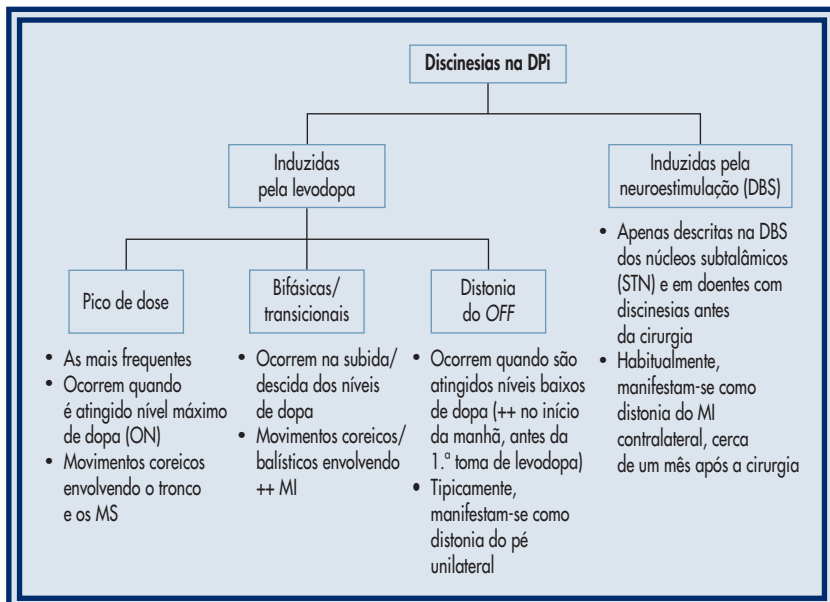 Discinesias na DPi
Induzidas
pela levodopa
Induzidas pela
neuroestimulação (DBS)
• Apenas descritas na DBS
dos núcleos subtalâmicos
(STN) e em doentes com
discinesias antes
da cirurgia
• Habitualmente,
manifestam-se como
distonia do MI
contralateral, cerca
de um mês após a cirurgia
Pico de dose
• As mais frequentes
• Ocorrem quando
é atingido nível máximo
de dopa (ON)
• Movimentos coreicos
envolvendo o tronco
e os MS
Bifásicas/
transicionais
• Ocorrem na subida/
descida dos níveis
de dopa
• Movimentos coreicos/
balísticos envolvendo
++ MI
Distonia
do OFF
• Ocorrem quando são
atingidos níveis baixos
de dopa (++ no início
da manhã, antes da
1.ª toma de levodopa)
• Tipicamente,
manifestam-se como
distonia do pé
unilateral